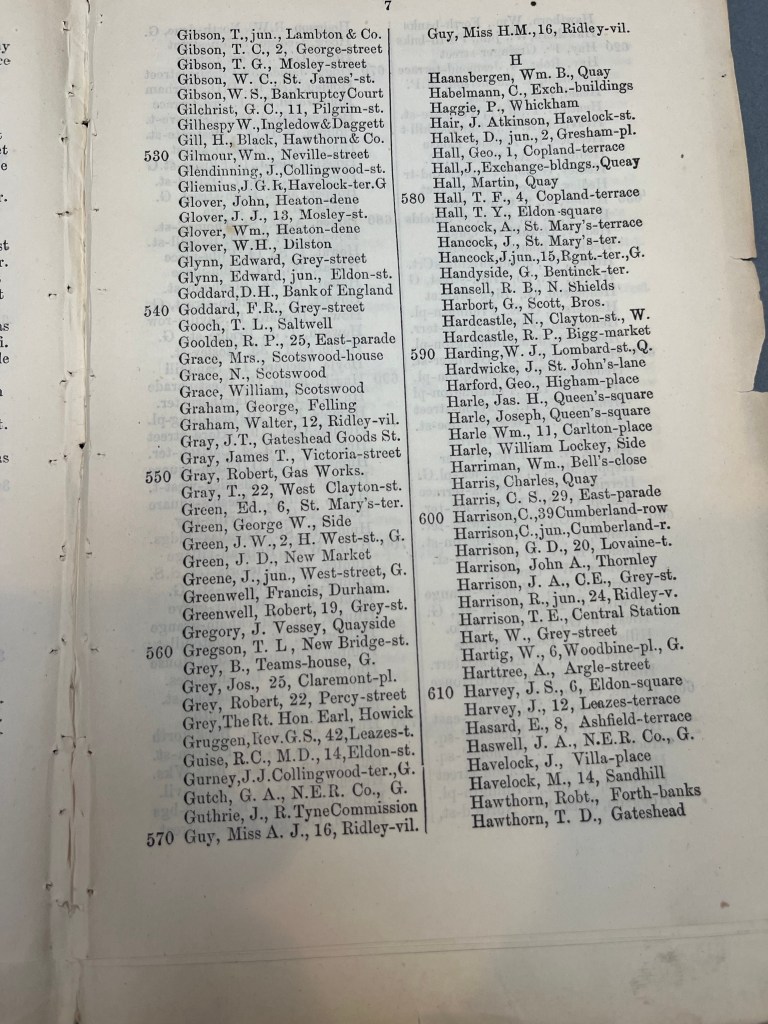 7
Gibson, T., jun., Lambton & Co.
Gibson, T. C., 2, George-street
Gibson, T. G., Mosley-street
Gibson, W. C., St. James'-st.
Gibson, W. S., Bankruptcy Court
Gilchrist, G. C., 11, Pilgrim-st.
Gilhespy W., Ingledow & Daggett
Gill, H., Black, Hawthorn & Co.
530 Gilmour, Wm., Neville-street
Glendinning, J., Collingwood-st.
Gliemius, J. G. R, Havelock-ter. G
Glover, John, Heaton-dene
Glover, J. J., 13, Mosley-st.
Glover, Wm., Heaton-dene
Glover, W. H., Dilston
Glynn, Edward, Grey-street
Glynn, Edward, jun., Eldon-st.
Goddard, D. H., Bank of England
540 Goddard, F. R., Grey-street
Gooch, T. L., Saltwell
Goolden, R. P., 25, East-parade
Grace, Mrs., Scotswood-house
Grace, N., Scotswood
Grace, William, Scotswood
Graham, George, Felling
Graham, Walter, 12, Ridley-vil.
Gray, J. T., Gateshead Goods St.
Gray, James T., Victoria-street
550 Gray, Robert, Gas Works.
Gray, T., 22, West Clayton-st.
Green, Ed., 6, St. Mary's-ter.
Green, George W., Side
Green, J. W., 2, H. West-st., G.
Green, J. D., New Market
Greene, J., jun., West-street, G.
Greenwell, Francis, Durham.
Greenwell, Robert, 19, Grey-st.
Gregory, J. Vessey, Quayside
560 Gregson, T. L, New Bridge-st.
Grey, B., Teams-house, G.
Grey, Jos., 25, Claremont-pl.
Grey, Robert, 22, Percy-street
Grey, The Rt. Hon. Earl, Howick
Gruggen, Rev. G. S., 42, Leazes-t.
Guise, R. C., M.D., 14, Eldon-st.
Gurney, J. J. Collingwood-ter., G.
Gutch, G. A., N.E.R. Co., G.
Guthrie, J., R. Tyne Commission
570 Guy, Miss A. J., 16, Ridley-vil.
Guy, Miss H. M., 16, Ridley-vil.
H
Haansbergen, Wm. B., Quay
Habelmann, C., Exch.-buildings
Haggie, P., Whickham
Hair, J. Atkinson, Havelock-st.
Halket, D., jun., 2, Gresham-pl.
Hall, Geo., 1, Copland-terrace
Hall, J., Exchange-bldngs., Queay
Hall, Martin, Quay
580 Hall, T. F., 4, Copland-terrace
Hall, T. Y., Eldon-square
Hancock, A., St. Mary's-terrace
Hancock, J., St. Mary's-ter.
Hancock, J. jun., 15, Rgnt.-ter., G.
Handyside, G., Bentinck-ter.
Hansell, R. B., N. Shields
Harbort, G., Scott, Bros.
Hardcastle, N., Clayton-st., W.
Hardcastle, R. P., Bigg-market
590 Harding, W. J., Lombard-st., Q.
Hardwicke, J., St. John's-lane
Harford, Geo., Higham-place
Harle, Jas. H., Queen's-square
Harle, Joseph, Queen's-square
Harle Wm., 11, Carlton-place
Harle, William Lockey, Side
Harriman, Wm., Bell's-close
Harris, Charles, Quay
Harris, C. S., 29, East-parade
600 Harrison, C., 39 Cumberland-row
Harrison, C., jun., Cumberland-r.
Harrison, G. D., 20, Lovaine-t.
Harrison, John A., Thornley
Harrison, J. A., C.E., Grey-st.
Harrison, R., jun., 24, Ridley-v.
Harrison, T. E., Central Station
Hart, W., Grey-street
Hartig, W., 6, Woodbine-pl., G.
Harttree, A., Argle-street
610 Harvey, J. S., 6, Eldon-square
Harvey, J., 12, Leazes-terrace
Hasard, E., 8, Ashfield-terrace
Haswell, J. A., N.E.R. Co., G.
Havelock, J., Villa-place
Havelock, M., 14, Sandhill
Hawthorn, Robt., Forth-banks
Hawthorn, T. D., Gateshead